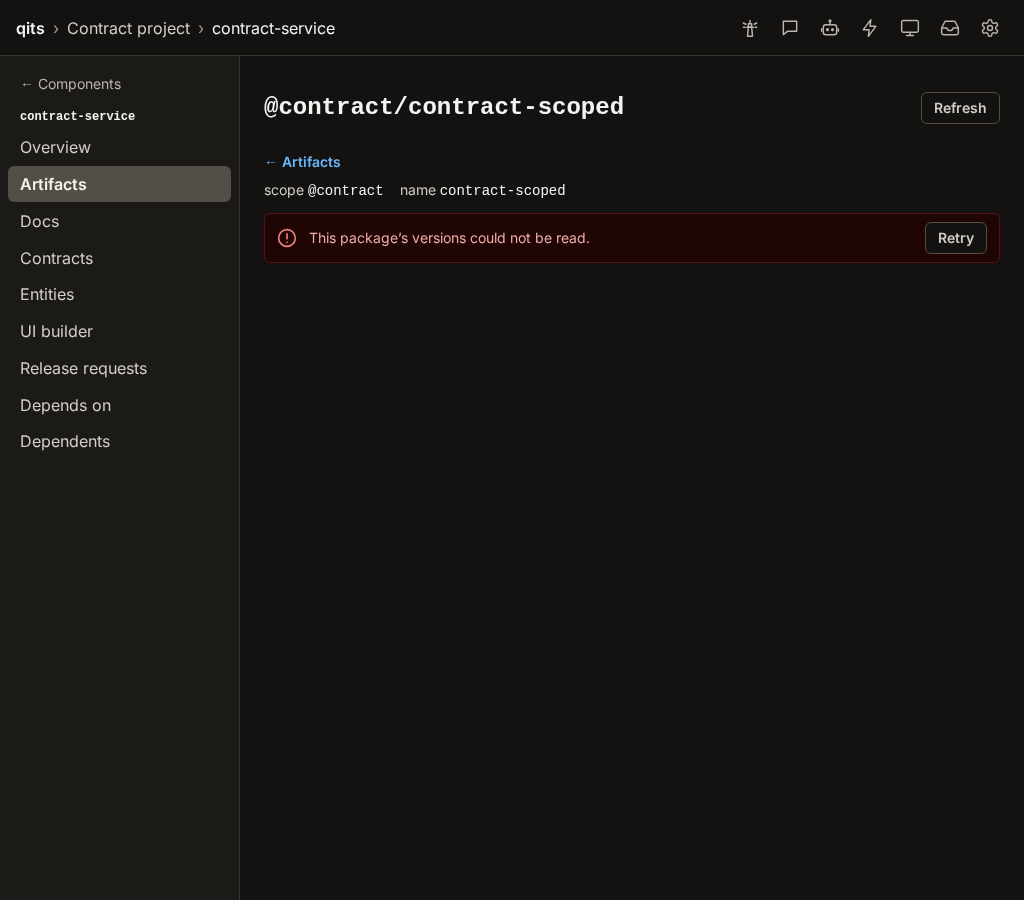 qits › Contract project › contract-service
← Components
contract-service
Overview
Artifacts
Docs
Contracts
Entities
UI builder
Release requests
Depends on
Dependents
@contract/contract-scoped
Refresh
← Artifacts
scope @contract name contract-scoped
This package’s versions could not be read.
Retry